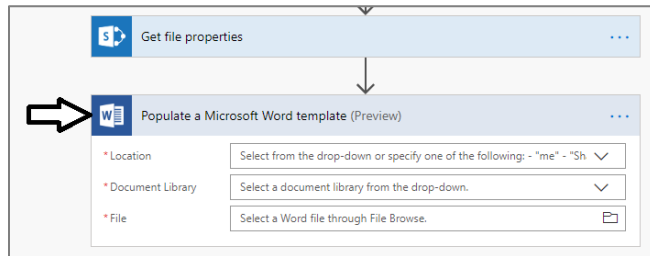 S
Get file properties
...
W
Populate a Microsoft Word template (Preview)
...
* Location
Select from the drop-down or specify one of the following: - "me" - "Sh
* Document Library
Select a document library from the drop-down.
* File
Select a Word file through File Browse.